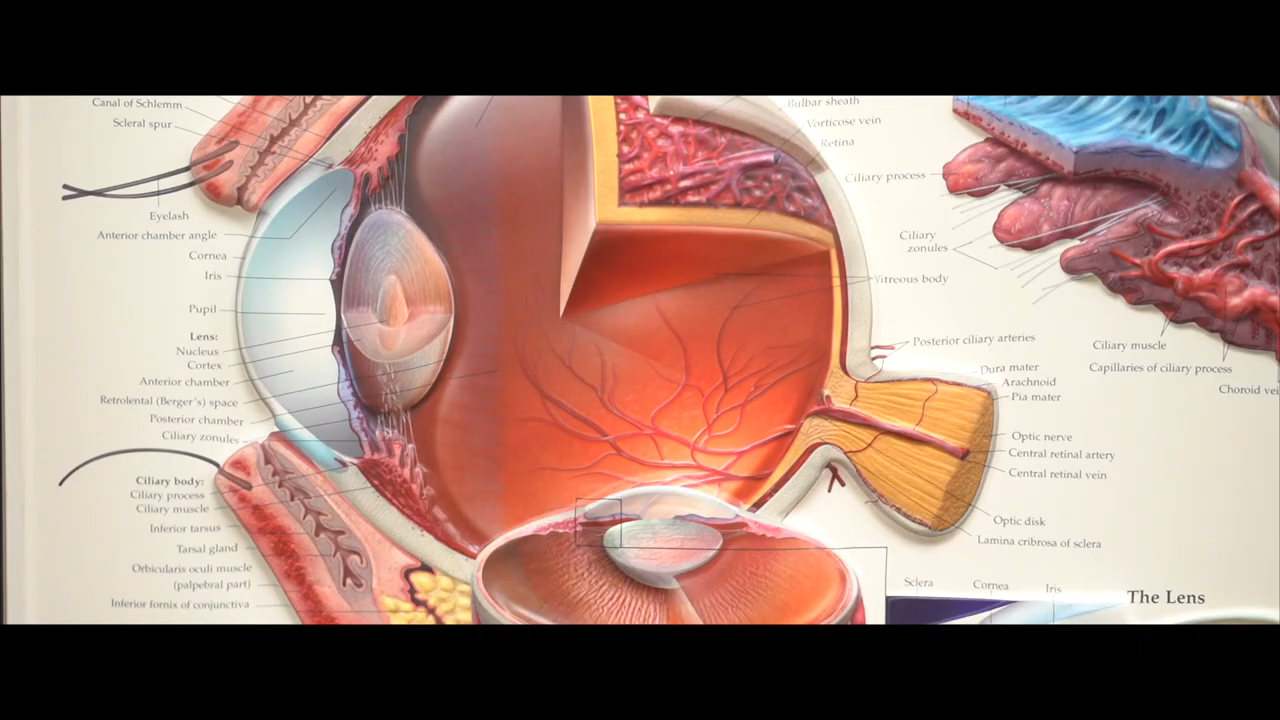 Canal of Schlemm
Scleral spur
Eyelash
Anterior chamber angle
Cornea
Iris
Pupil
Lens:
Nucleus
Cortex
Anterior chamber
Retrolental (Berger's) space
Posterior chamber
Ciliary zonules
Ciliary body:
Ciliary process
Ciliary muscle
Inferior tarsus
Tarsal gland
Orbicularis oculi muscle
(palpebral part)
Inferior fornix of conjunctiva
Bulbar sheath
Vorticose vein
Retina
Vitreous body
Posterior ciliary arteries
Dura mater
Arachnoid
Pia mater
Optic nerve
Central retinal artery
Central retinal vein
Optic disk
Lamina cribrosa of sclera
Ciliary process
Ciliary
zonules
Ciliary muscle
Capillaries of ciliary process
Choroid
Sclera
Cornea
Iris
The Lens